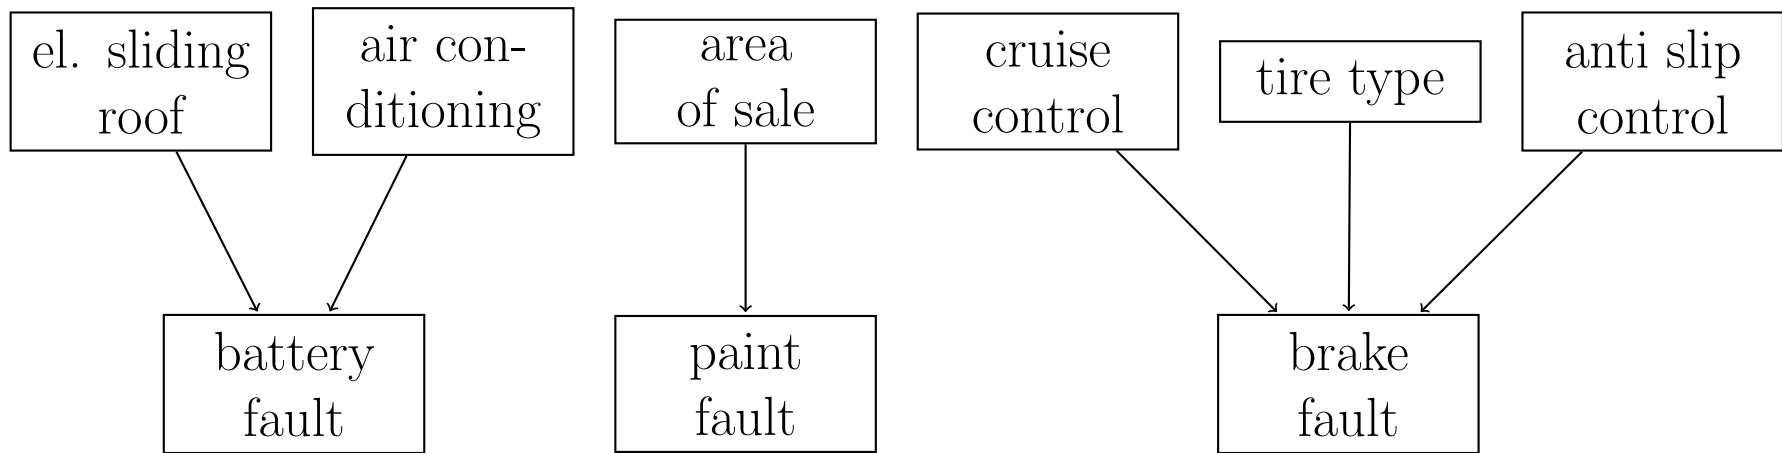 el. sliding
roof
air con-
ditioning
area
of sale
cruise
control
tire type
anti slip
control
battery
fault
paint
fault
brake
fault